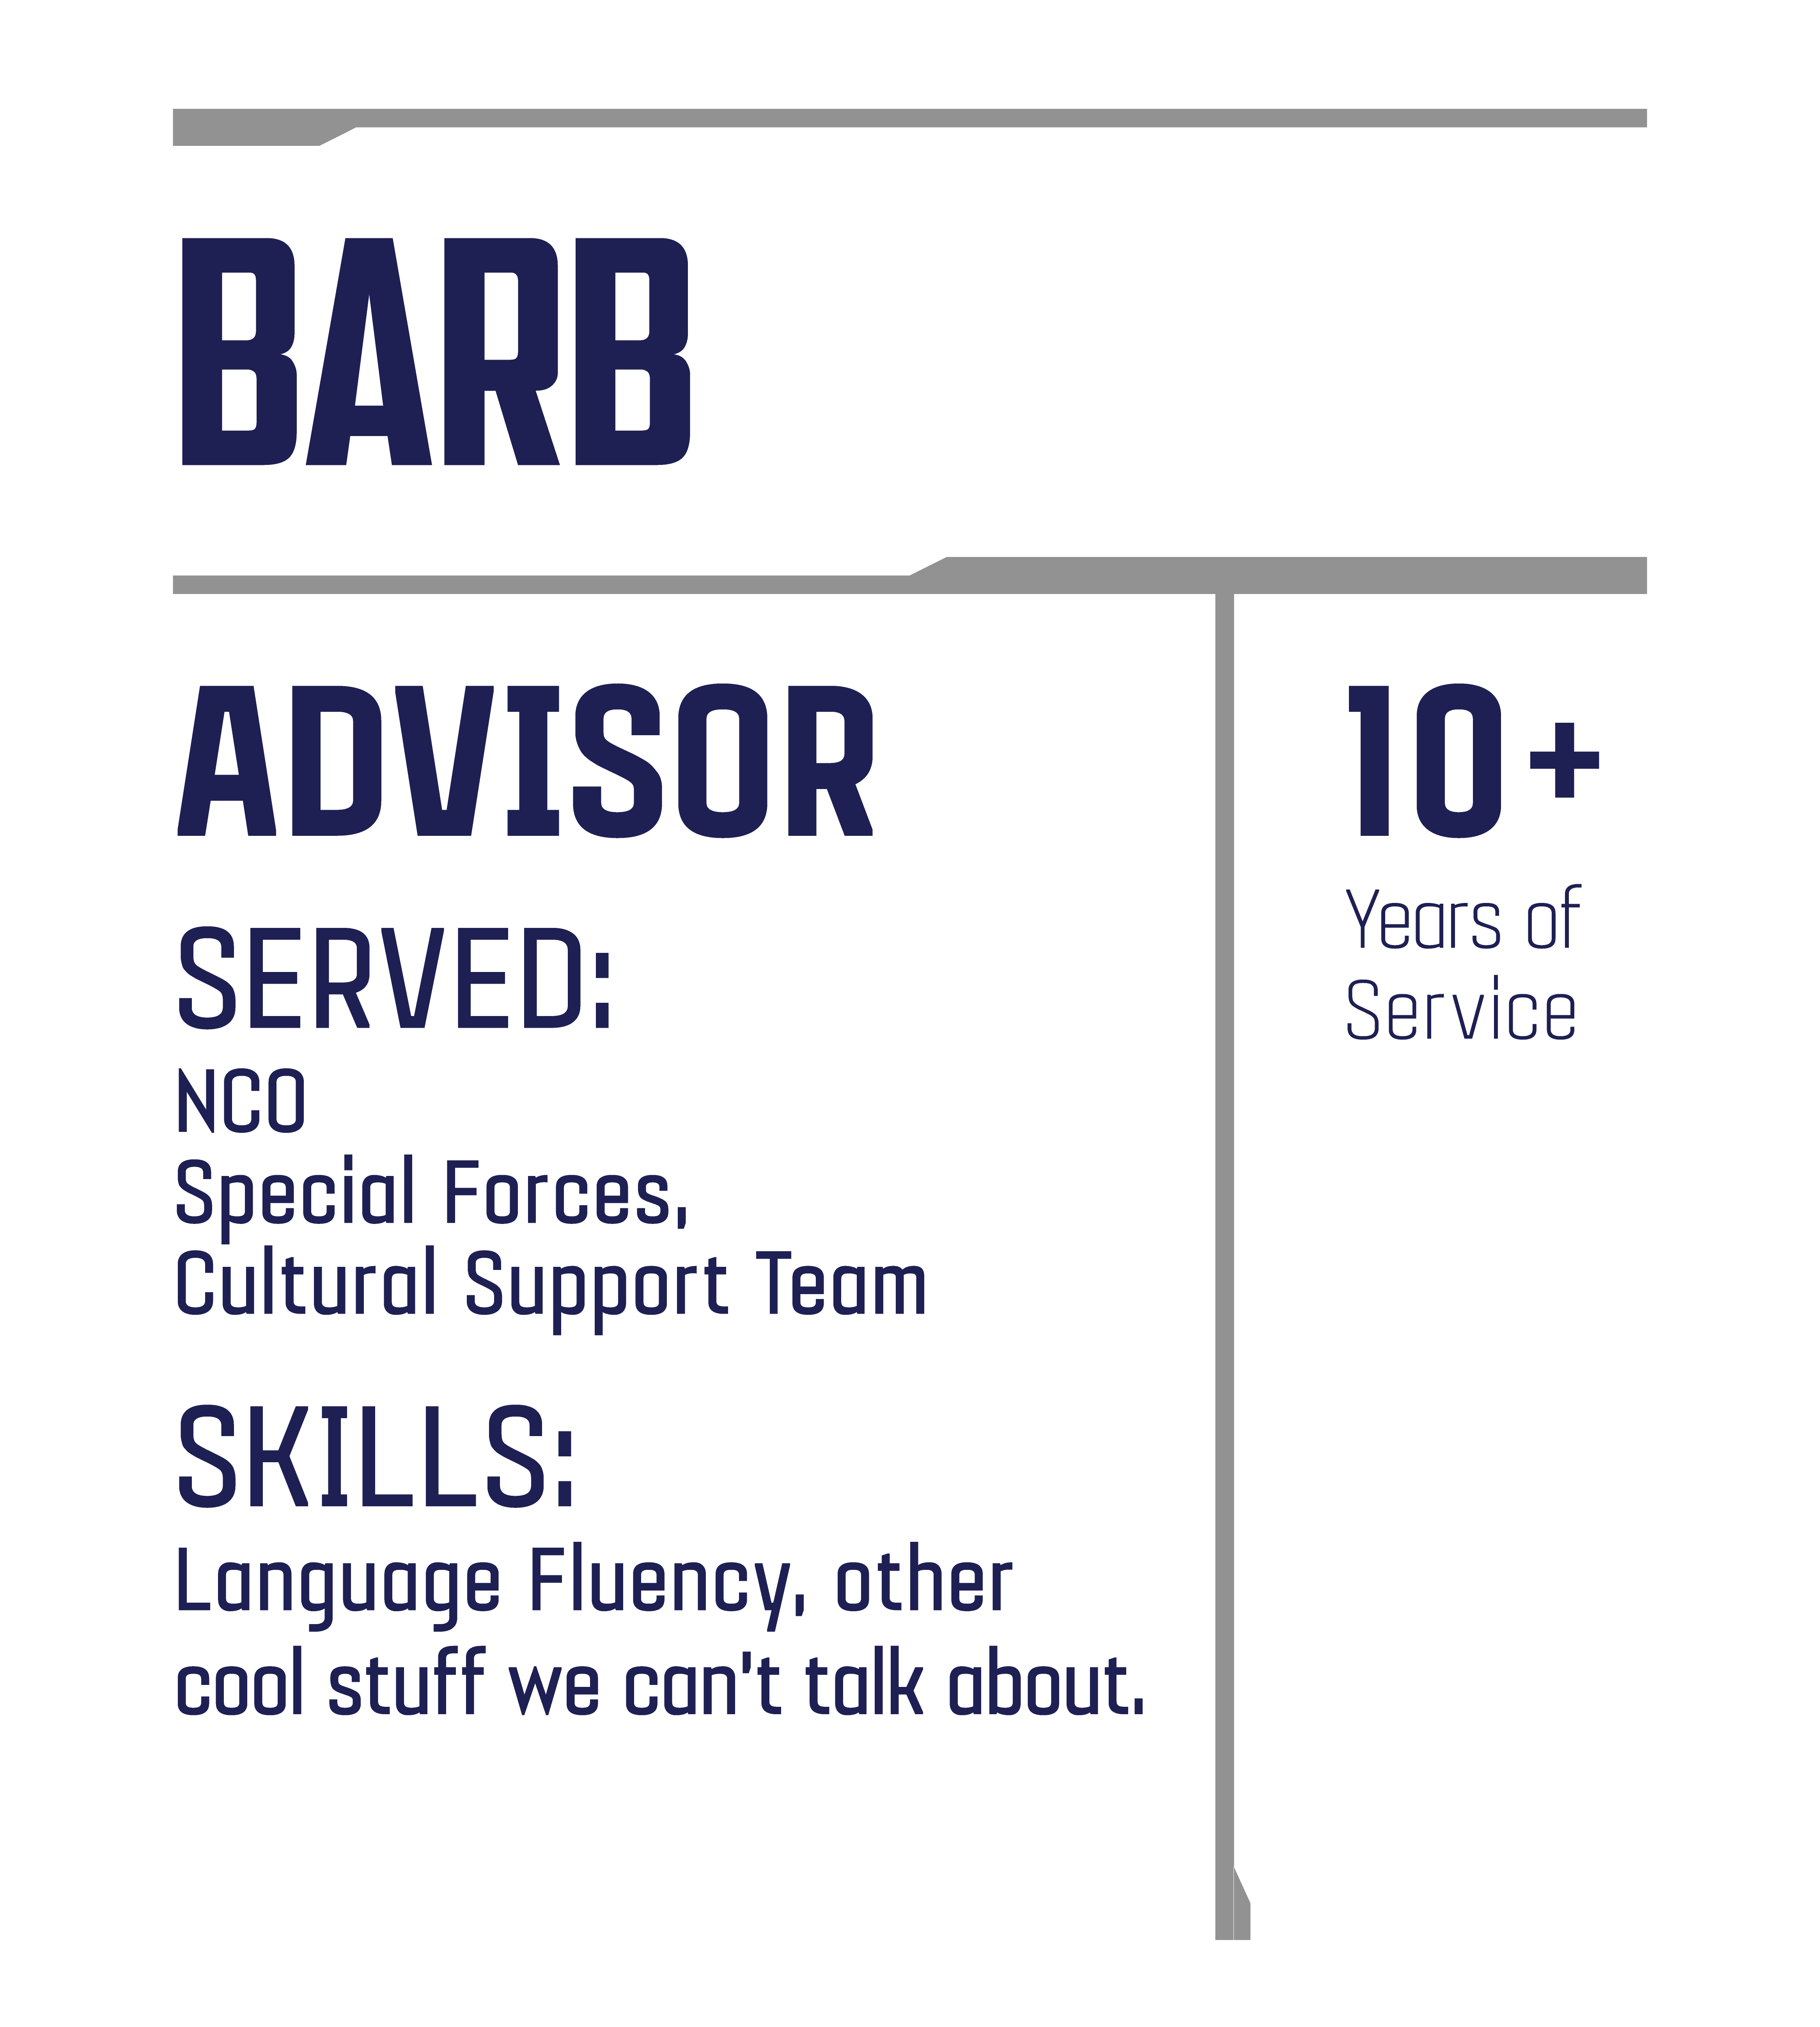 BARB
ADVISOR
SERVED:
NCO
Special Forces,
Cultural Support Team
SKILLS:
Language Fluency, other
cool stuff we can't talk about.
10+
Years of
Service